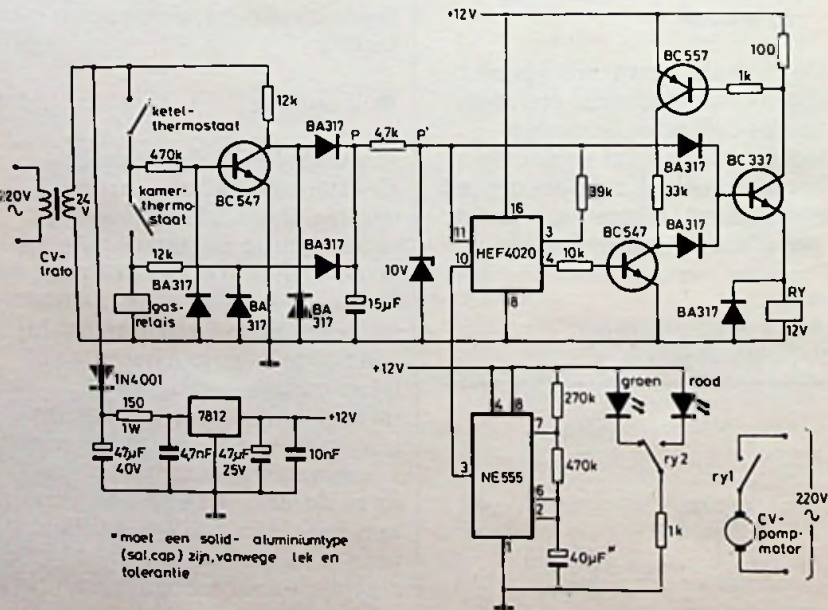 +12V
BC557
100
1k
ketel-
thermostaat
12k
BA317
P
4,7k
P'
470k
BC547
BA317
BC337
220V
~
24
V
kamer-
thermo-
staat
39k
33k
16
11
10
HEF4020
3
4
10k
8
BC547
BA317
CV-
trafo
12k
BA317
10V
BA317
gas-
relais
BA
317
BA
317
15µF
BA317
RY
12V
1N4001
150
1W
7812
+12V
47µF
40V
4,7nF
47µF
25V
10nF
+12V
4
8
7
NE555
3
6
2
1
270k
470k
40µF*
groen
rood
ry2
1k
ry1
220V
~
CV-
pomp-
motor
*moet een solid- aluminiumtype
(sal.cap) zijn, vanwege lek en
tolerantie